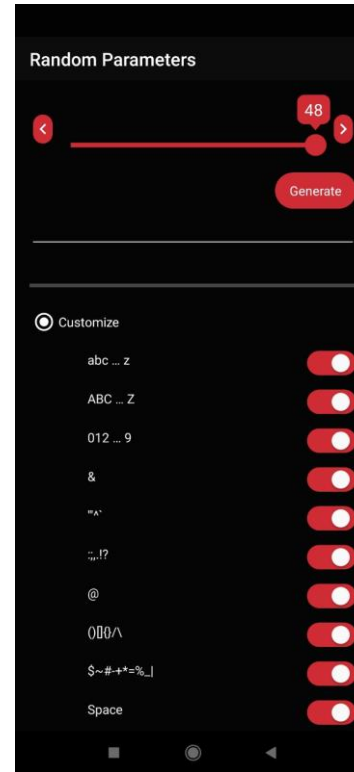 Random Parameters
48
Generate
Customize
abc ... z
ABC ... Z
012 ... 9
&
"'^`
:;,.!?
@
()[]{}/\
$~#-+*=%_|
Space